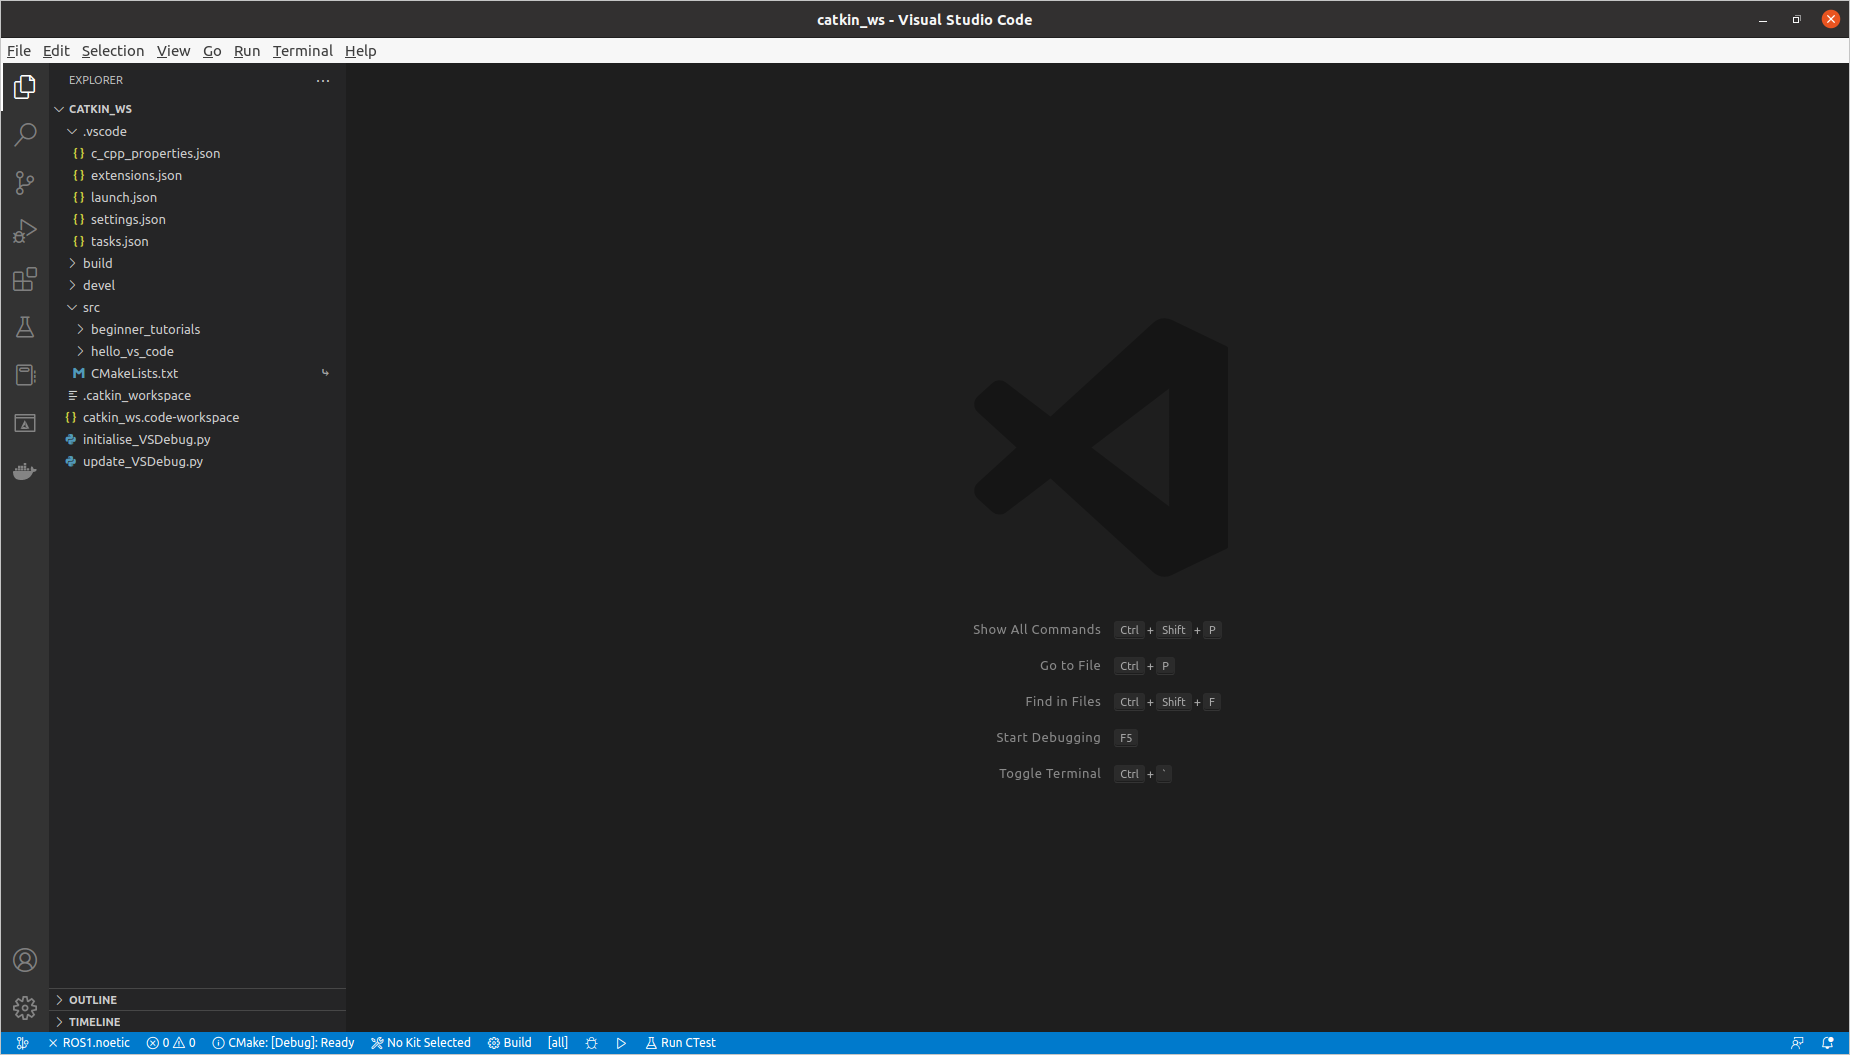 catkin_ws - Visual Studio Code
File Edit Selection View Go Run Terminal Help
EXPLORER
CATKIN_WS
.vscode
c_cpp_properties.json
extensions.json
launch.json
settings.json
tasks.json
build
devel
src
beginner_tutorials
hello_vs_code
CMakeLists.txt
.catkin_workspace
catkin_ws.code-workspace
initialise_VSDebug.py
update_VSDebug.py
Show All Commands Ctrl + Shift + P
Go to File Ctrl + P
Find in Files Ctrl + Shift + F
Start Debugging F5
Toggle Terminal Ctrl + `
OUTLINE
TIMELINE
ROS1.noetic 0 0 CMake: [Debug]: Ready No Kit Selected Build [all] Run CTest